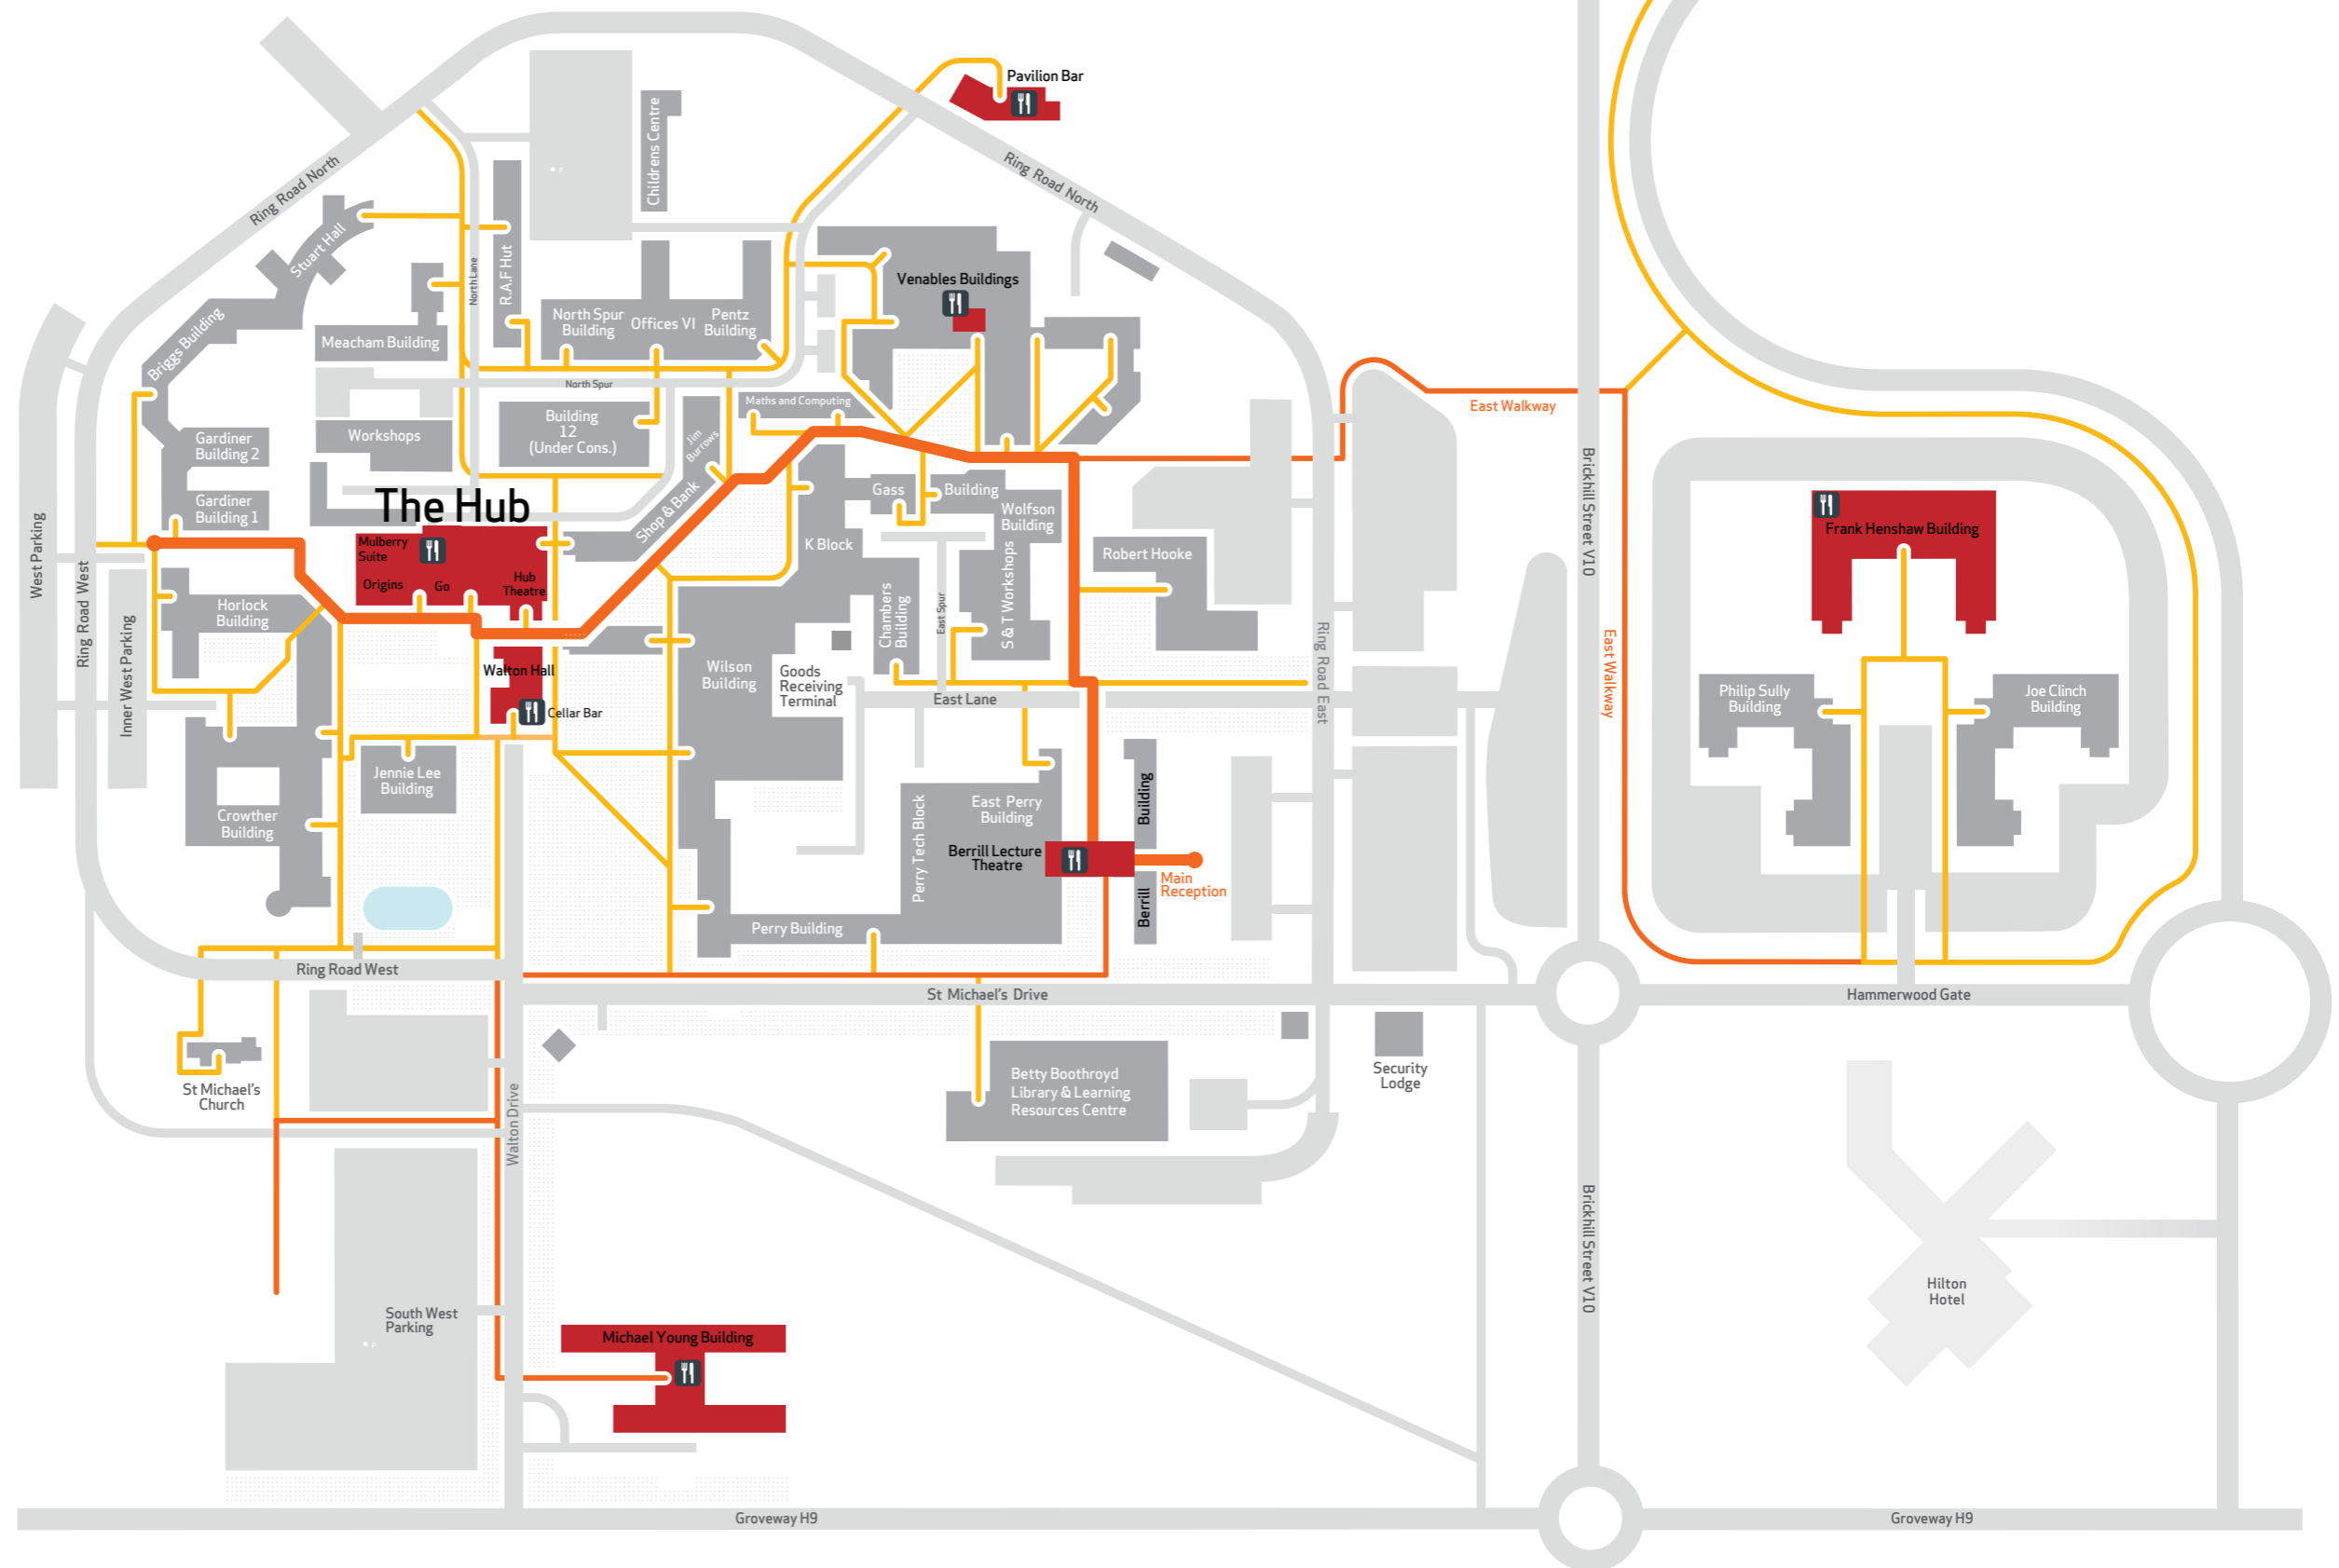 Pavilion Bar
Ring Road North
Ring Road North
Childrens Centre
Stuart Hall
North Lane
R.A.F Hut
Venables Buildings
North Spur
Building
Offices VI
Pentz
Building
Briggs Building
Meacham Building
North Spur
Maths and Computing
East Walkway
Building
12
(Under Cons.)
Jim
Burrows
Workshops
Gardiner
Building 2
Gardiner
Building 1
The Hub
Shop & Bank
Gass
Building
Wolfson
Building
K Block
Robert Hooke
Brickhill Street V10
Frank Henshaw Building
West Parking
Ring Road West
Mulberry
Suite
Origins
Go
Hub
Theatre
Horlock
Building
Inner West Parking
Chambers
Building
East Spur
S & T Workshops
Ring Road East
East Walkway
Walton Hall
Cellar Bar
Wilson
Building
Goods
Receiving
Terminal
East Lane
Philip Sully
Building
Joe Clinch
Building
Jennie Lee
Building
Crowther
Building
Perry Tech Block
East Perry
Building
Building
Berrill Lecture
Theatre
Main
Reception
Berrill
Perry Building
Ring Road West
St Michael's Drive
Hammerwood Gate
St Michael's
Church
Walton Drive
Betty Boothroyd
Library & Learning
Resources Centre
Security
Lodge
Brickhill Street V10
Hilton
Hotel
South West
Parking
Michael Young Building
Groveway H9
Groveway H9